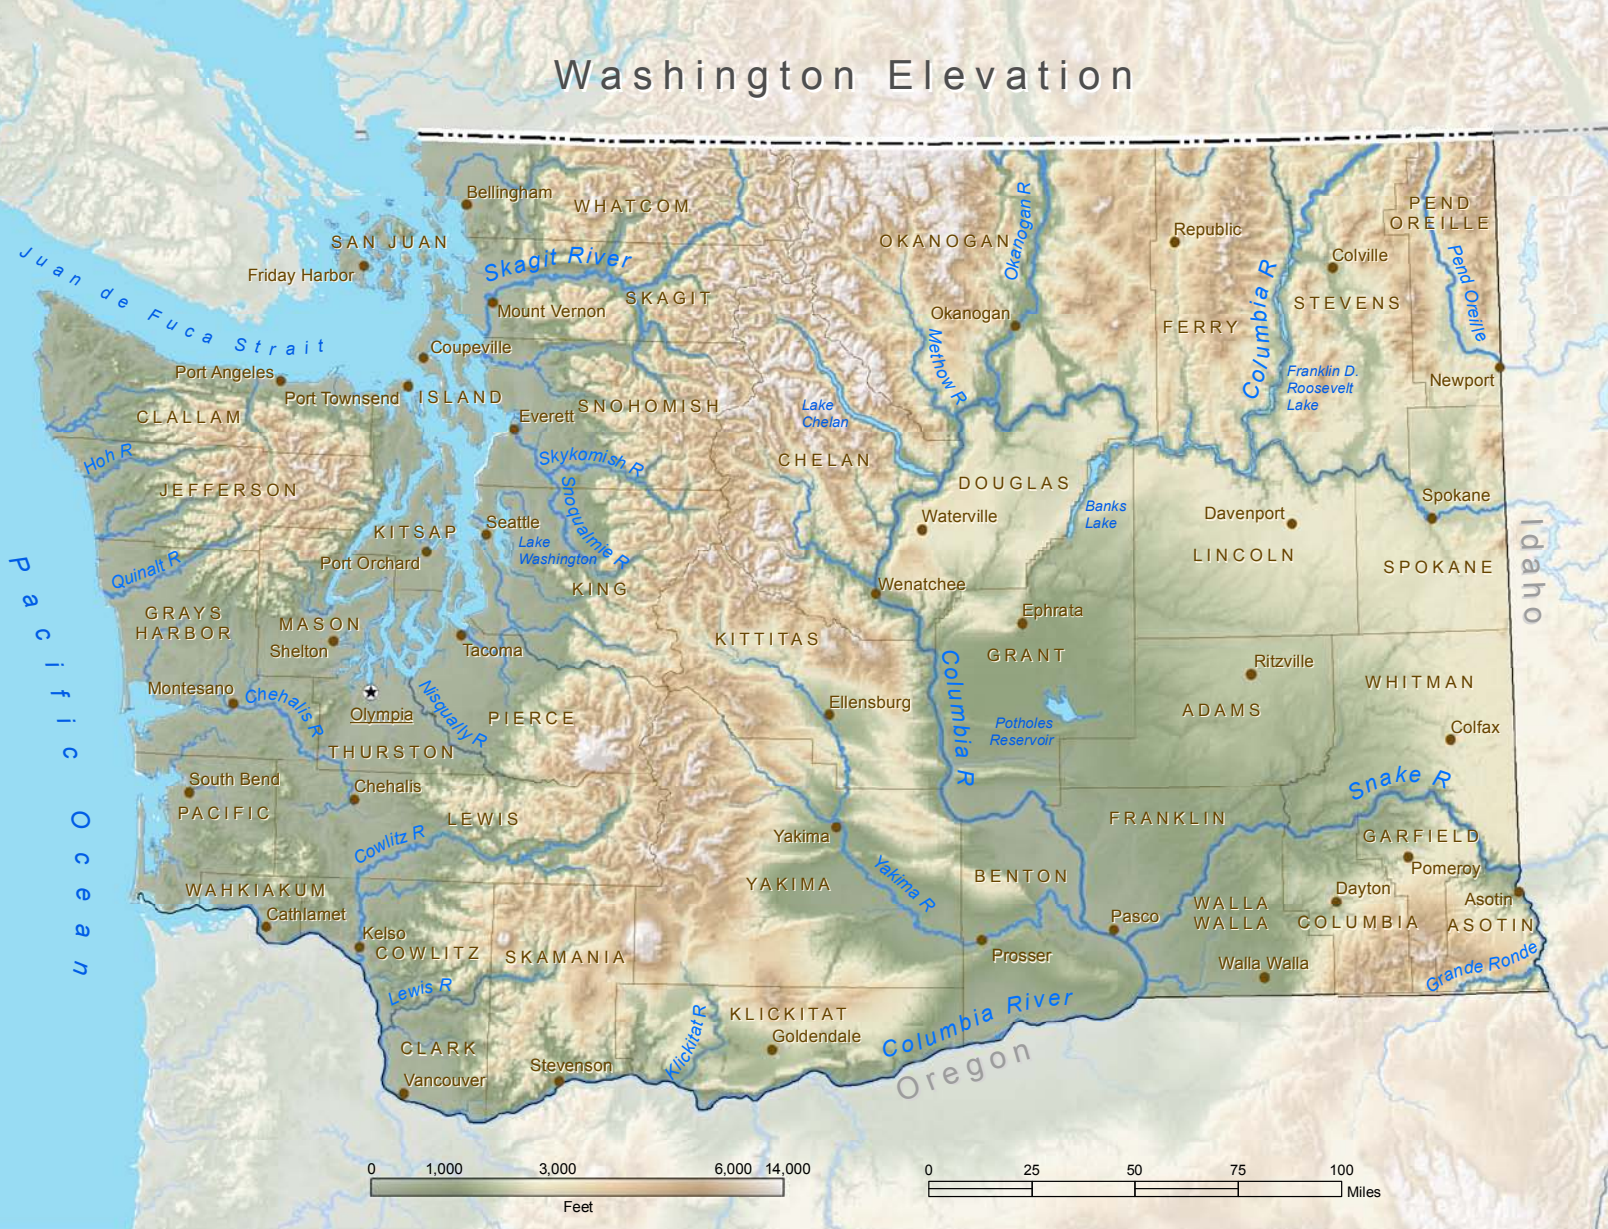 Washington Elevation
Bellingham
WHATCOM
PEND
OREILLE
SAN JUAN
OKANOGAN
Okanogan R
Republic
Friday Harbor
Skagit River
Colville
Juan de Fuca Strait
Mount Vernon
SKAGIT
Okanogan
Columbia R
STEVENS
Pend Oreille
FERRY
Coupeville
Methow R
Port Angeles
Port Townsend
ISLAND
Franklin D.
Roosevelt
Lake
Newport
CLALLAM
Everett
SNOHOMISH
Lake
Chelan
Hoh R
Skykomish R
CHELAN
JEFFERSON
DOUGLAS
Spokane
Snoqualmie R
Banks
Lake
Davenport
KITSAP
Seattle
Waterville
Lake
Washington
LINCOLN
SPOKANE
Idaho
Port Orchard
Quinalt R
KING
Wenatchee
GRAYS
HARBOR
MASON
Ephrata
Shelton
Tacoma
KITTITAS
GRANT
Ritzville
Pacific Ocean
Montesano
Chehalis R
Nisqually R
Columbia R
WHITMAN
Olympia
PIERCE
Ellensburg
Potholes
Reservoir
ADAMS
Colfax
THURSTON
South Bend
Chehalis
Snake R
PACIFIC
LEWIS
FRANKLIN
Cowlitz R
Yakima
GARFIELD
Pomeroy
WAHKIAKUM
YAKIMA
Yakima R
BENTON
Dayton
Asotin
Cathlamet
Pasco
WALLA
WALLA
COLUMBIA
ASOTIN
Kelso
COWLITZ
SKAMANIA
Prosser
Walla Walla
Grande Ronde
Lewis R
Klickitat R
KLICKITAT
Goldendale
Columbia River
CLARK
Oregon
Stevenson
Vancouver
0 1,000 3,000 6,000 14,000
Feet
0 25 50 75 100
Miles